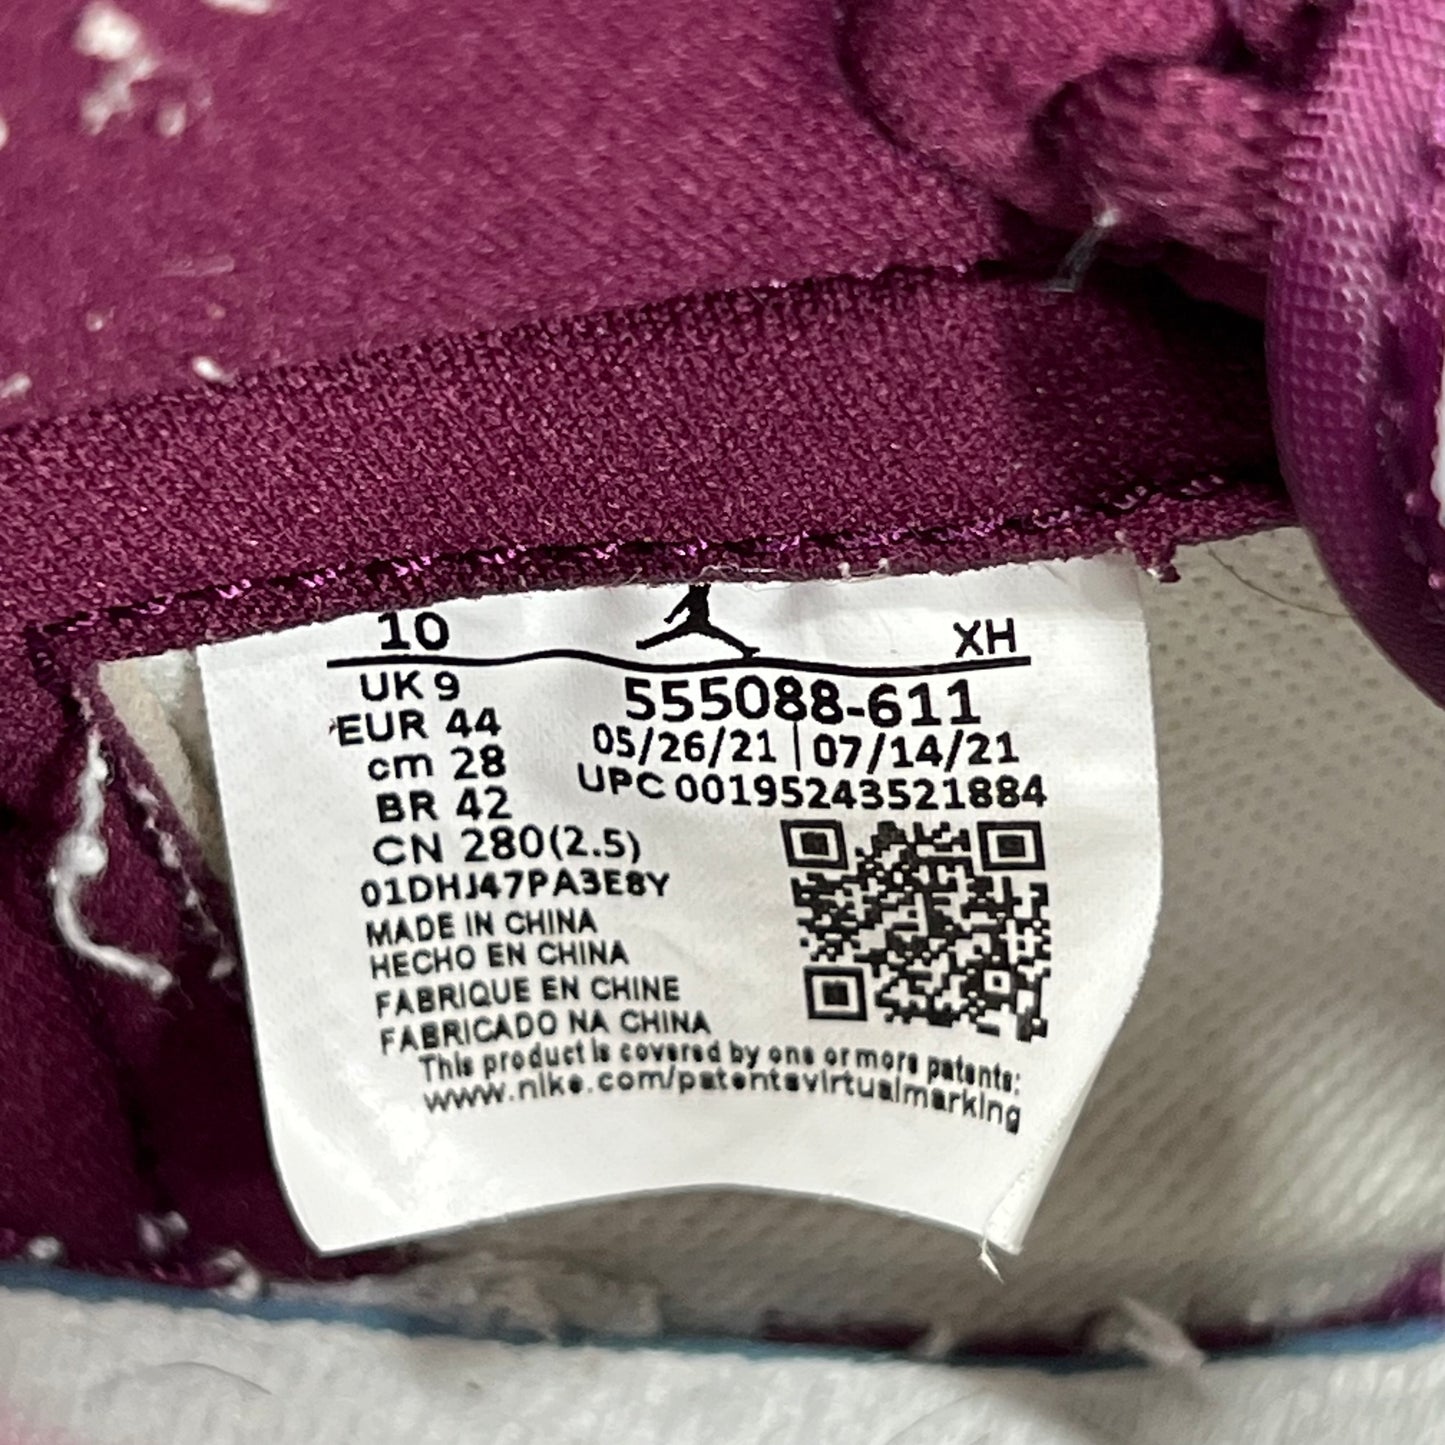 10 XH
UK 9
EUR 44
cm 28
BR 42
CN 280(2.5)
555088-611
05/26/21 | 07/14/21
UPC 00195243521884
01DHJ47PA3E8Y
MADE IN CHINA
HECHO EN CHINA
FABRIQUE EN CHINE
FABRICADO NA CHINA
This product is covered by one or more patents:
www.nike.com/patentsvirtualmarking